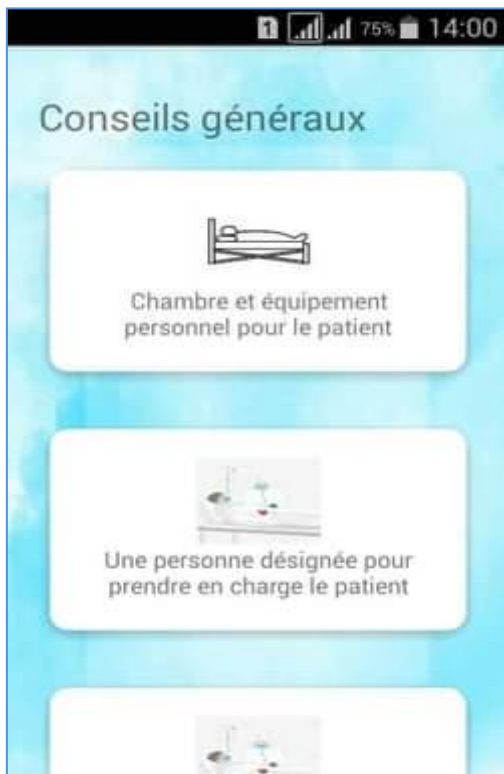 1 75% 14:00
Conseils généraux
Chambre et équipement
personnel pour le patient
Une personne désignée pour
prendre en charge le patient